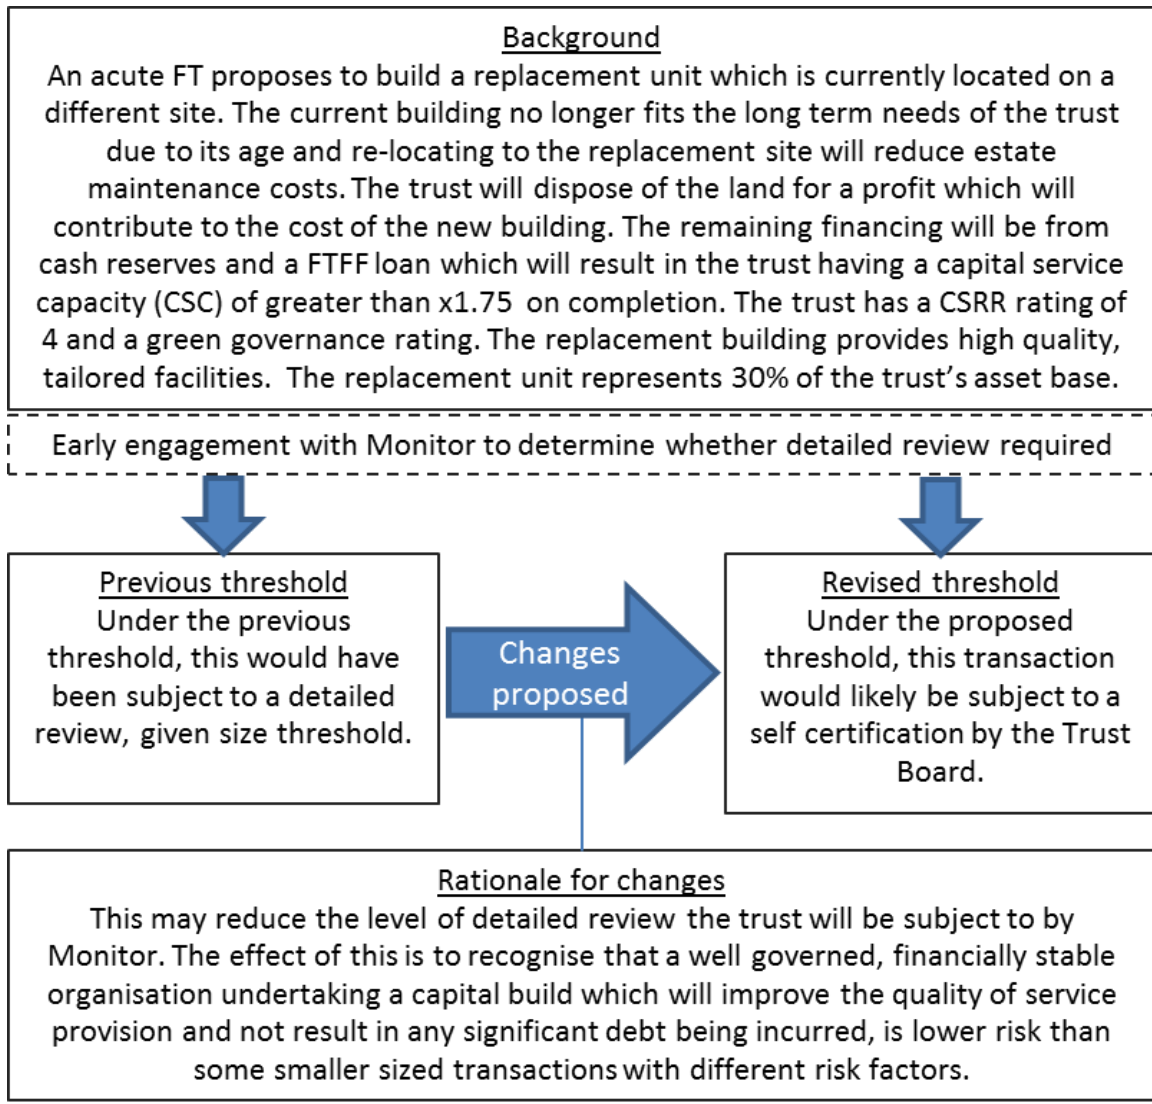 Background
An acute FT proposes to build a replacement unit which is currently located on a
different site. The current building no longer fits the long term needs of the trust
due to its age and re-locating to the replacement site will reduce estate
maintenance costs. The trust will dispose of the land for a profit which will
contribute to the cost of the new building. The remaining financing will be from
cash reserves and a FTFF loan which will result in the trust having a capital service
capacity (CSC) of greater than x1.75 on completion. The trust has a CSRR rating of
4 and a green governance rating. The replacement building provides high quality,
tailored facilities. The replacement unit represents 30% of the trust's asset base.
Early engagement with Monitor to determine whether detailed review required
Previous threshold
Under the previous
threshold, this would have
been subject to a detailed
review, given size threshold.
Changes
proposed
Revised threshold
Under the proposed
threshold, this transaction
would likely be subject to a
self certification by the Trust
Board.
Rationale for changes
This may reduce the level of detailed review the trust will be subject to by
Monitor. The effect of this is to recognise that a well governed, financially stable
organisation undertaking a capital build which will improve the quality of service
provision and not result in any significant debt being incurred, is lower risk than
some smaller sized transactions with different risk factors.